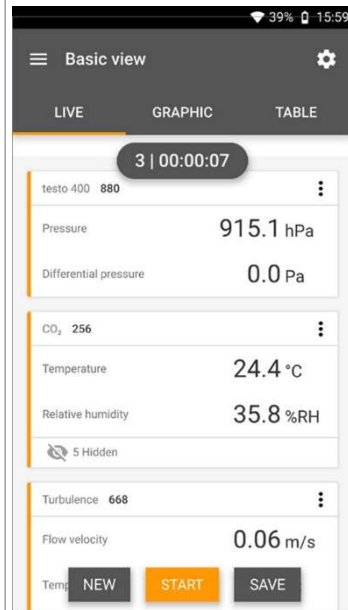 39% 15:59
Basic view
LIVE GRAPHIC TABLE
3 | 00:00:07
testo 400 880
Pressure 915.1 hPa
Differential pressure 0.0 Pa
CO₂ 256
Temperature 24.4 °C
Relative humidity 35.8 %RH
5 Hidden
Turbulence 668
Flow velocity 0.06 m/s
NEW START SAVE